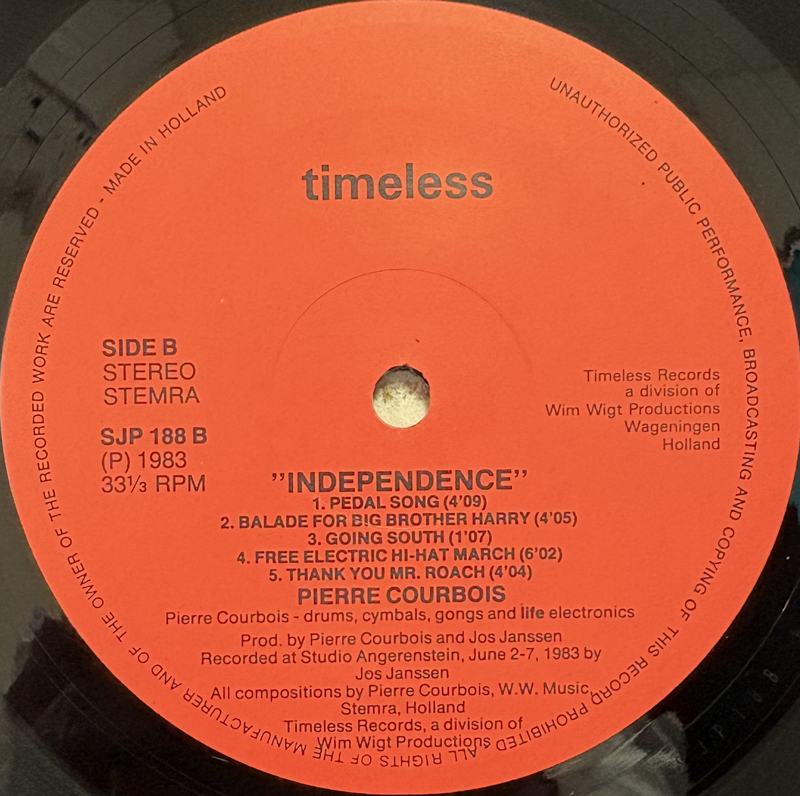 timeless
SIDE B
STEREO
STEMRA
SJP 188 B
(P) 1983
33⅓ RPM
Timeless Records
a division of
Wim Wigt Productions
Wageningen
Holland
"INDEPENDENCE"
1. PEDAL SONG (4'09)
2. BALADE FOR BIG BROTHER HARRY (4'05)
3. GOING SOUTH (1'07)
4. FREE ELECTRIC HI-HAT MARCH (6'02)
5. THANK YOU MR. ROACH (4'04)
PIERRE COURBOIS
Pierre Courbois - drums, cymbals, gongs and life electronics
Prod. by Pierre Courbois and Jos Janssen
Recorded at Studio Angerenstein, June 2-7, 1983 by
Jos Janssen
All compositions by Pierre Courbois, W.W. Music,
Stemra, Holland
Timeless Records, a division of
Wim Wigt Productions
ALL RIGHTS OF THE MANUFACTURER AND OF THE OWNER OF THE RECORDED WORK ARE RESERVED - MADE IN HOLLAND
UNAUTHORIZED PUBLIC PERFORMANCE, BROADCASTING AND COPYING OF THIS RECORD PROHIBITED